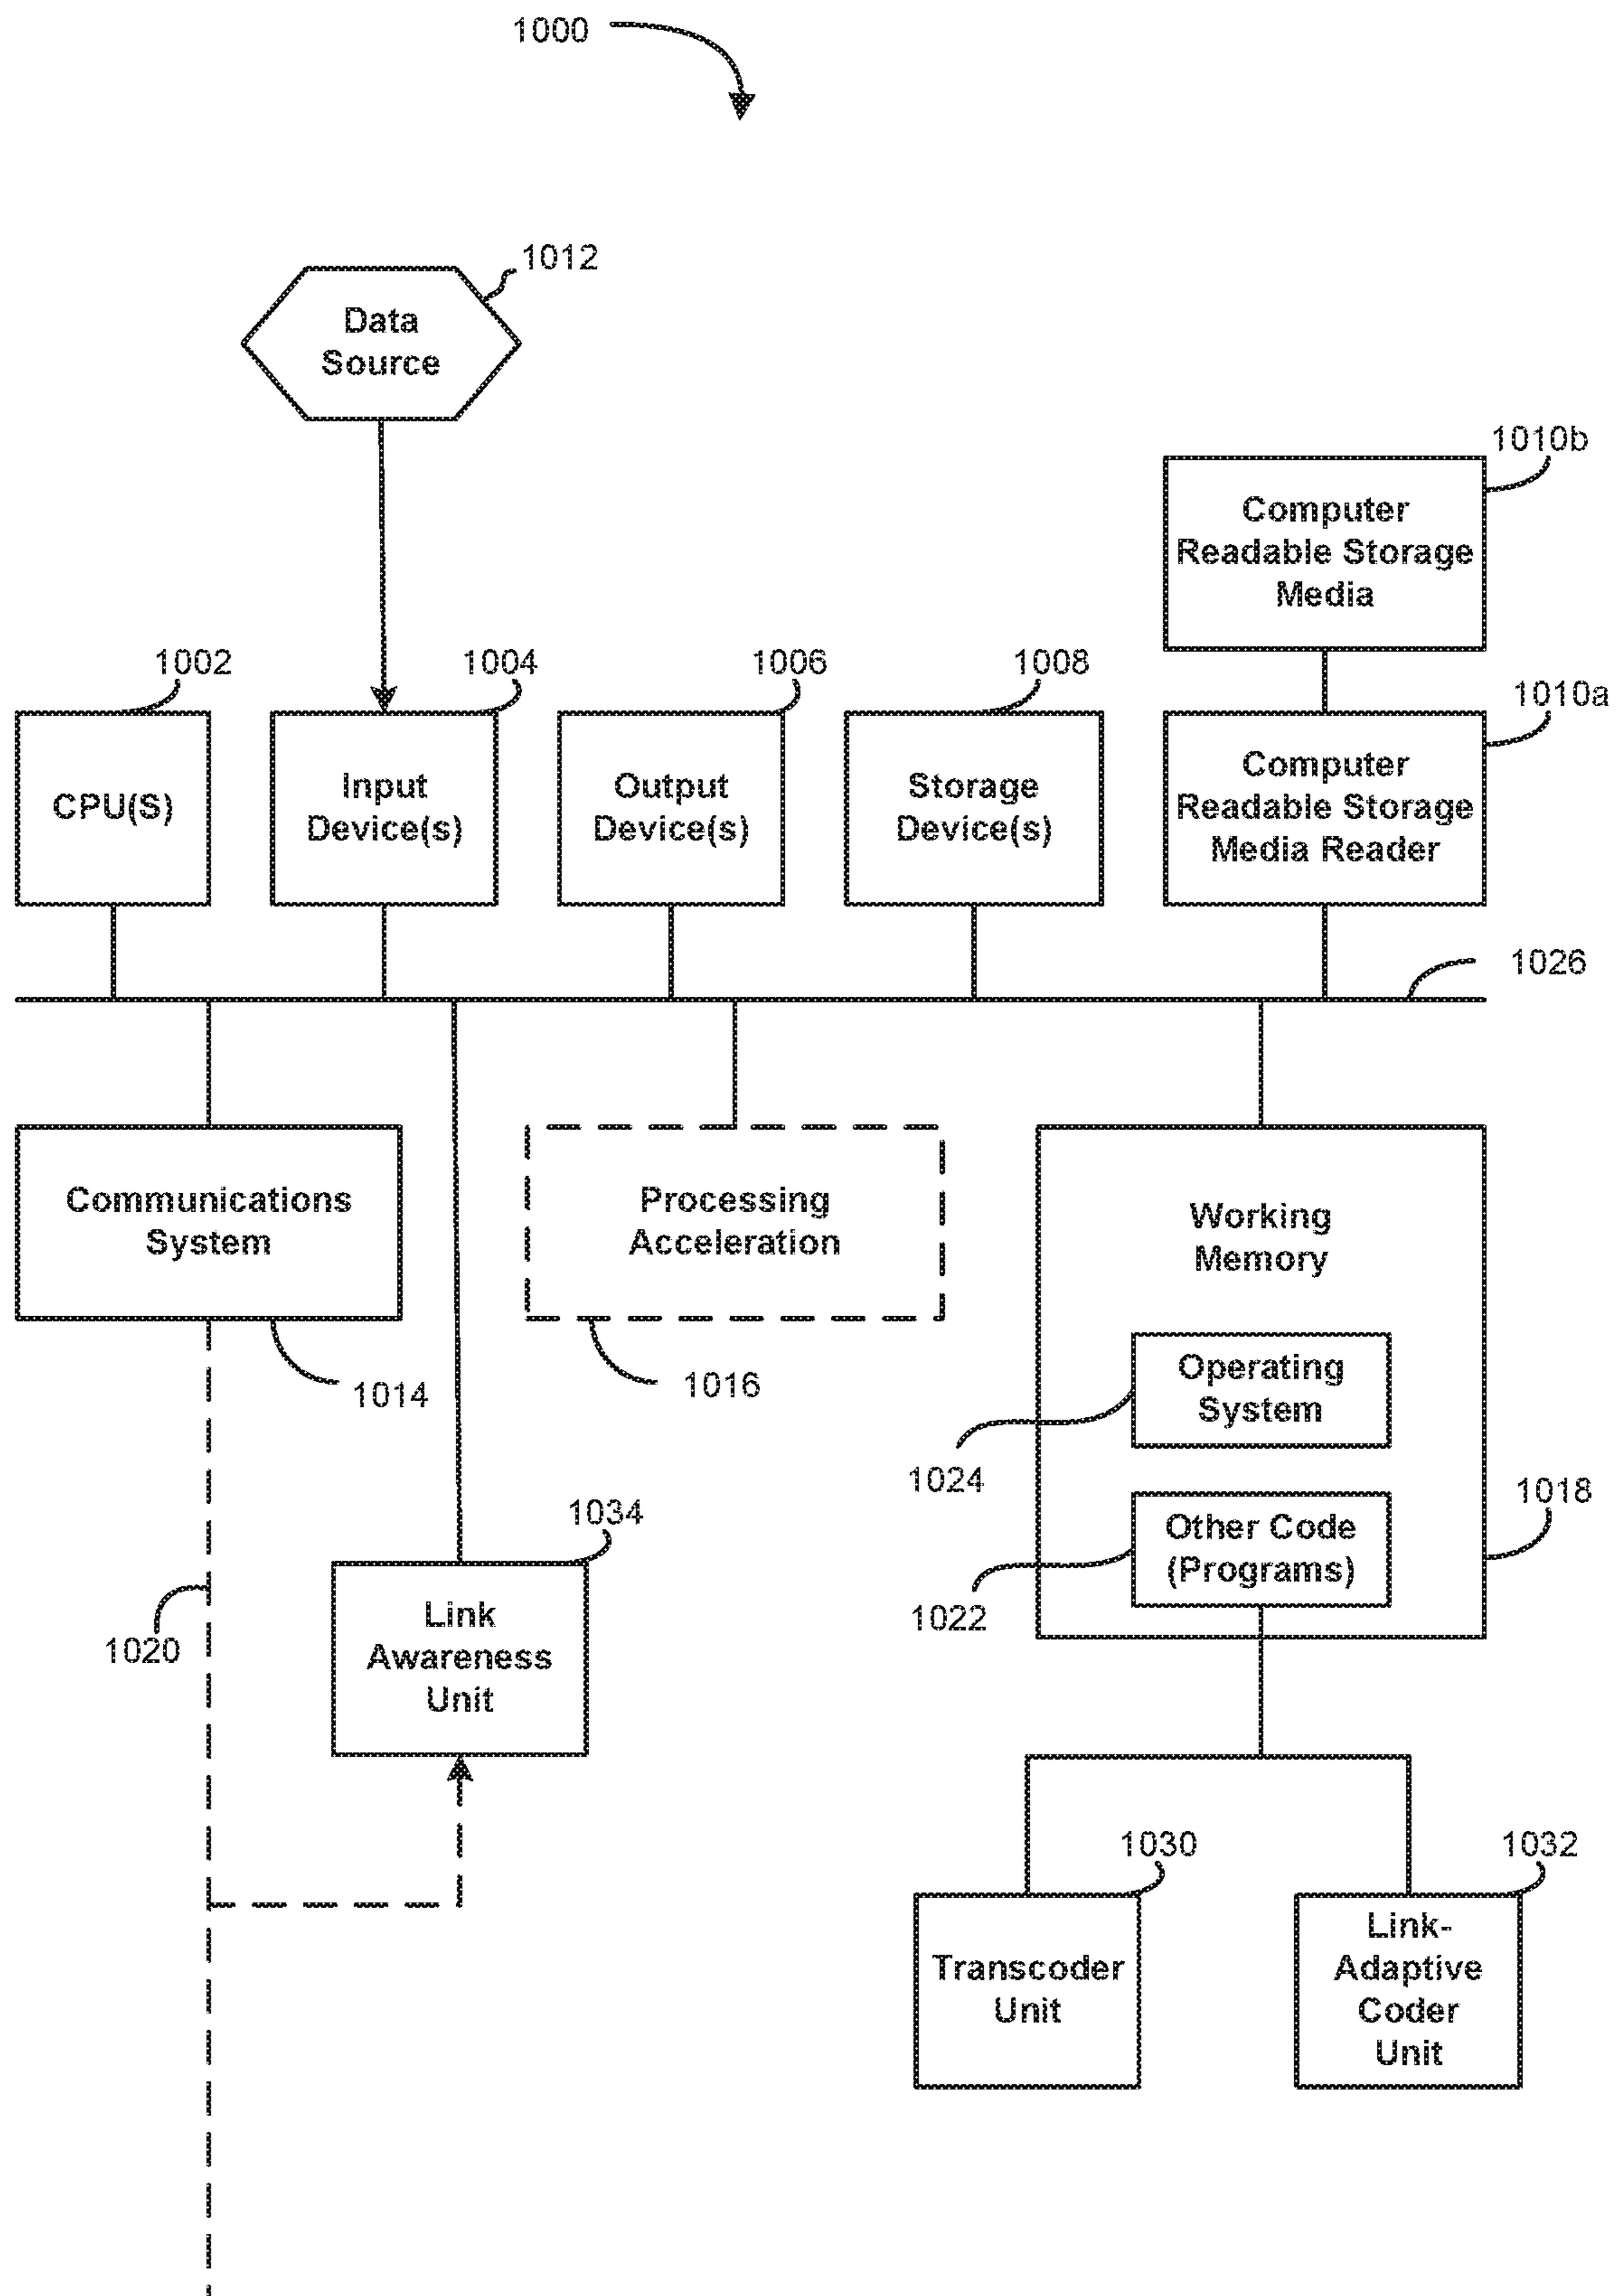 1000
1012
Data
Source
1010b
Computer
Readable Storage
Media
1002
1004
1006
1008
1010a
CPU(S)
Input
Device(s)
Output
Device(s)
Storage
Device(s)
Computer
Readable Storage
Media Reader
1026
Communications
System
1014
Processing
Acceleration
1016
Working
Memory
Operating
System
1024
Other Code
(Programs)
1022
1018
1034
Link
Awareness
Unit
1020
1030
Transcoder
Unit
1032
Link-
Adaptive
Coder
Unit